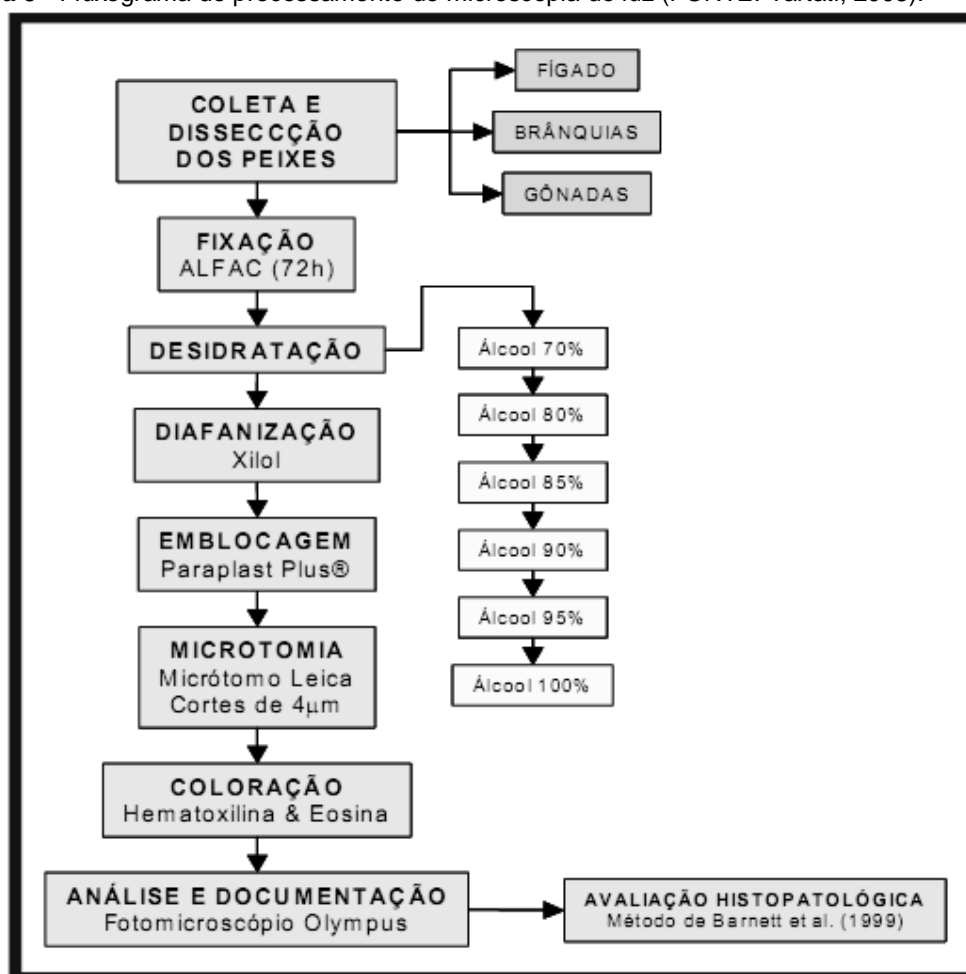 COLETA E
DISSECCÇÃO
DOS PEIXES
FÍGADO
BRÂNQUIAS
GÔNADAS
FIXAÇÃO
ALFAC (72h)
DESIDRATAÇÃO
Álcool 70%
Álcool 80%
Álcool 85%
Álcool 90%
Álcool 95%
Álcool 100%
DIAFANIZAÇÃO
Xilol
EMBLOCAGEM
Paraplast Plus®
MICROTOMIA
Micrótomo Leica
Cortes de 4μm
COLORAÇÃO
Hematoxilina & Eosina
ANÁLISE E DOCUMENTAÇÃO
Fotomicroscópio Olympus
AVALIAÇÃO HISTOPATOLÓGICA
Método de Barnett et al. (1999)